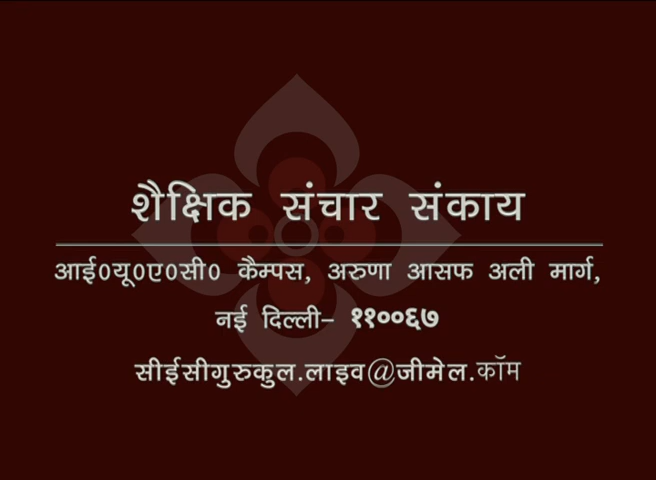 शैक्षिक संचार संकाय
आई०यू०ए०सी० कैम्पस, अरुणा आसफ अली मार्ग,
नई दिल्ली- ११००६७
सीईसीगुरुकुल.लाइव@जीमेल.कॉम